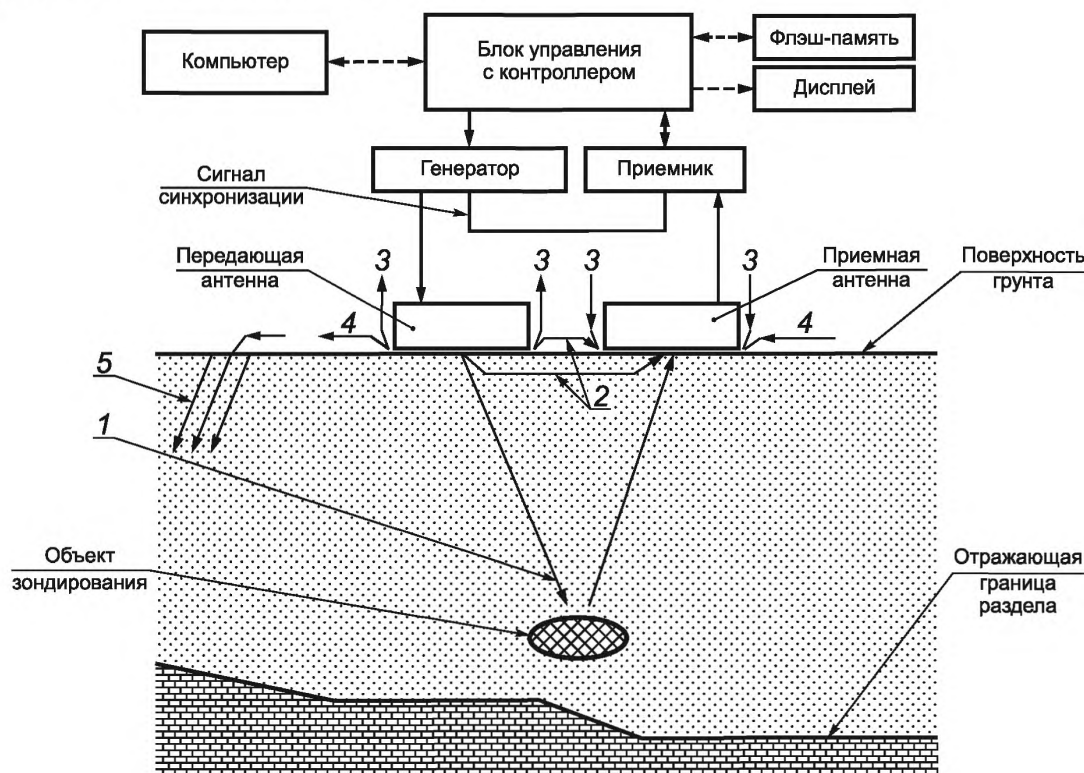 Компьютер
Блок управления
с контроллером
Флэш-память
Дисплей
Генератор
Приемник
Сигнал
синхронизации
Передающая
антенна
3
3
3
3
Приемная
антенна
Поверхность
грунта
4
4
5
2
1
Объект
зондирования
Отражающая
граница
раздела